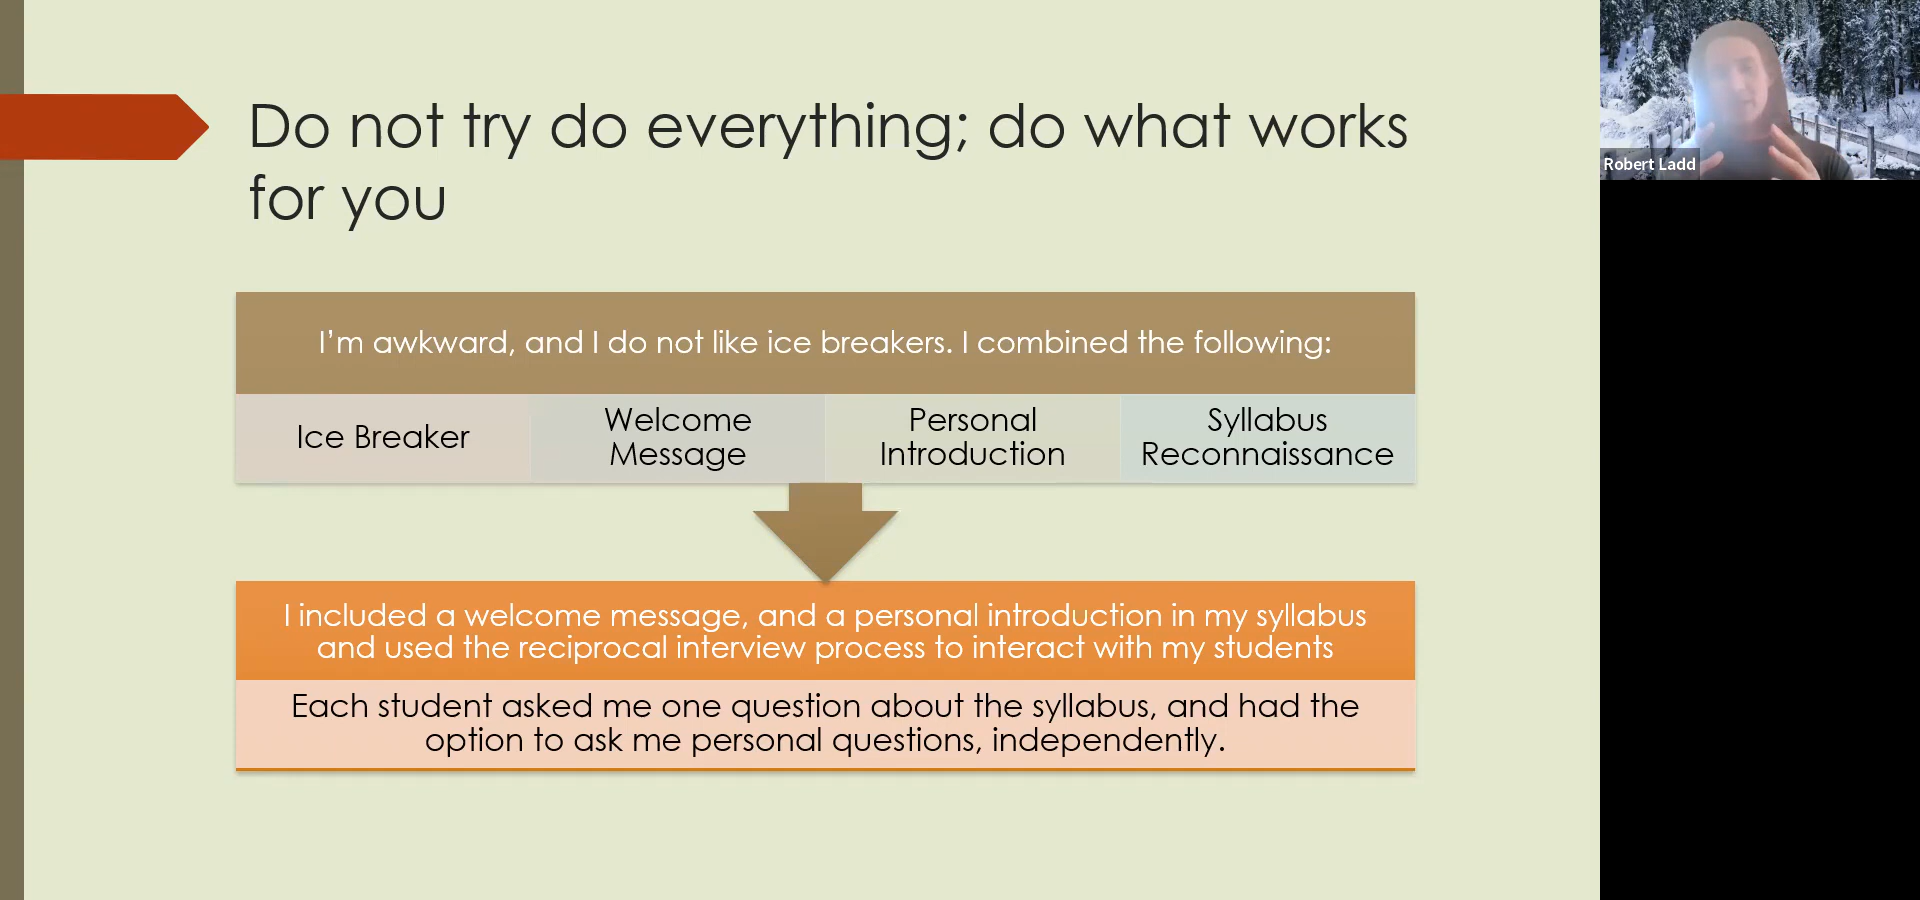 Do not try do everything; do what works
for you
I'm awkward, and I do not like ice breakers. I combined the following:
Ice Breaker
Welcome
Message
Personal
Introduction
Syllabus
Reconnaissance
I included a welcome message, and a personal introduction in my syllabus
and used the reciprocal interview process to interact with my students
Each student asked me one question about the syllabus, and had the
option to ask me personal questions, independently.
Robert Ladd